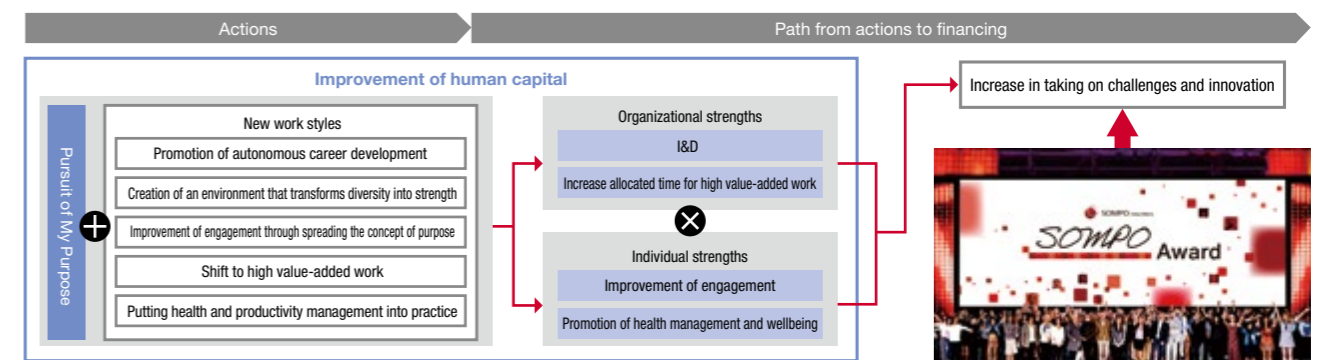 Actions
Path from actions to financing
Improvement of human capital
Pursuit of My Purpose
New work styles
Promotion of autonomous career development
Creation of an environment that transforms diversity into strength
Improvement of engagement through spreading the concept of purpose
Shift to high value-added work
Putting health and productivity management into practice
Organizational strengths
I&D
Increase allocated time for high value-added work
Individual strengths
Improvement of engagement
Promotion of health management and wellbeing
Increase in taking on challenges and innovation
SOMPO
SOMPO
Award